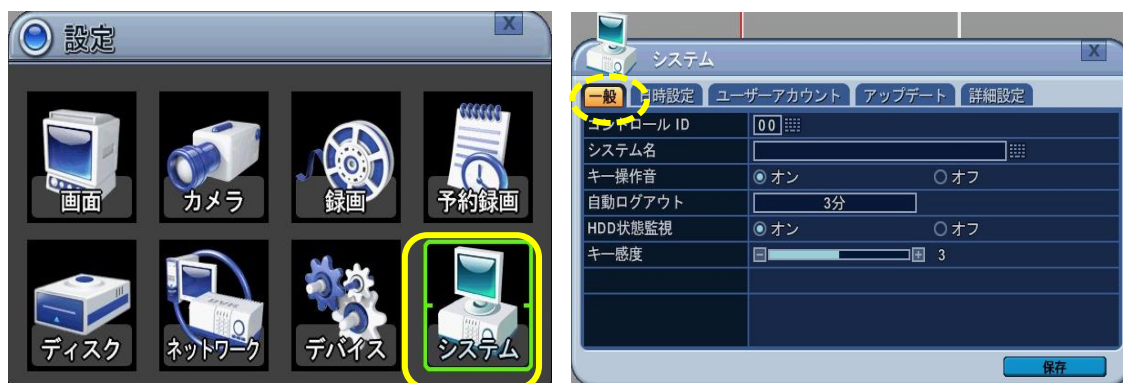 設定
X
画面 カメラ 録画 予約録画
ディスク ネットワーク デバイス システム
システム
X
一般 日時設定 ユーザーアカウント アップデート 詳細設定
コントロール ID 00
システム名
キー操作音 オン オフ
自動ログアウト 3分
HDD状態監視 オン オフ
キー感度 3
保存